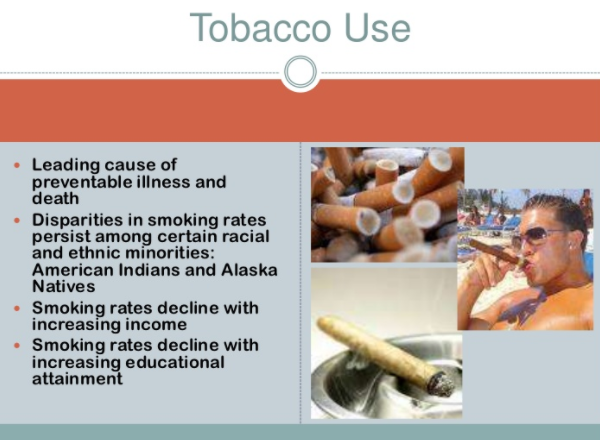 Tobacco Use
• Leading cause of
preventable illness and
death
• Disparities in smoking rates
persist among certain racial
and ethnic minorities:
American Indians and Alaska
Natives
• Smoking rates decline with
increasing income
• Smoking rates decline with
increasing educational
attainment